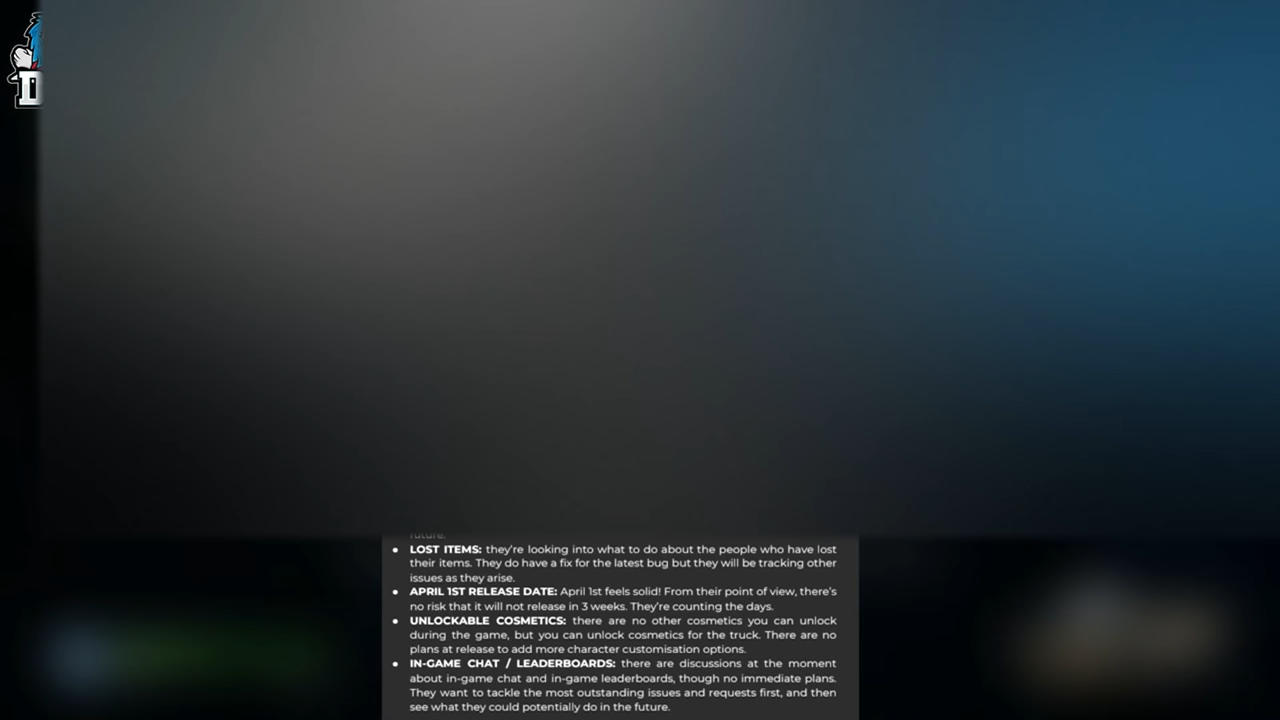 D
future.
• LOST ITEMS: they're looking into what to do about the people who have lost
their items. They do have a fix for the latest bug but they will be tracking other
issues as they arise.
• APRIL 1ST RELEASE DATE: April 1st feels solid! From their point of view, there's
no risk that it will not release in 3 weeks. They're counting the days.
• UNLOCKABLE COSMETICS: there are no other cosmetics you can unlock
during the game, but you can unlock cosmetics for the truck. There are no
plans at release to add more character customisation options.
• IN-GAME CHAT / LEADERBOARDS: there are discussions at the moment
about in-game chat and in-game leaderboards, though no immediate plans.
They want to tackle the most outstanding issues and requests first, and then
see what they could potentially do in the future.